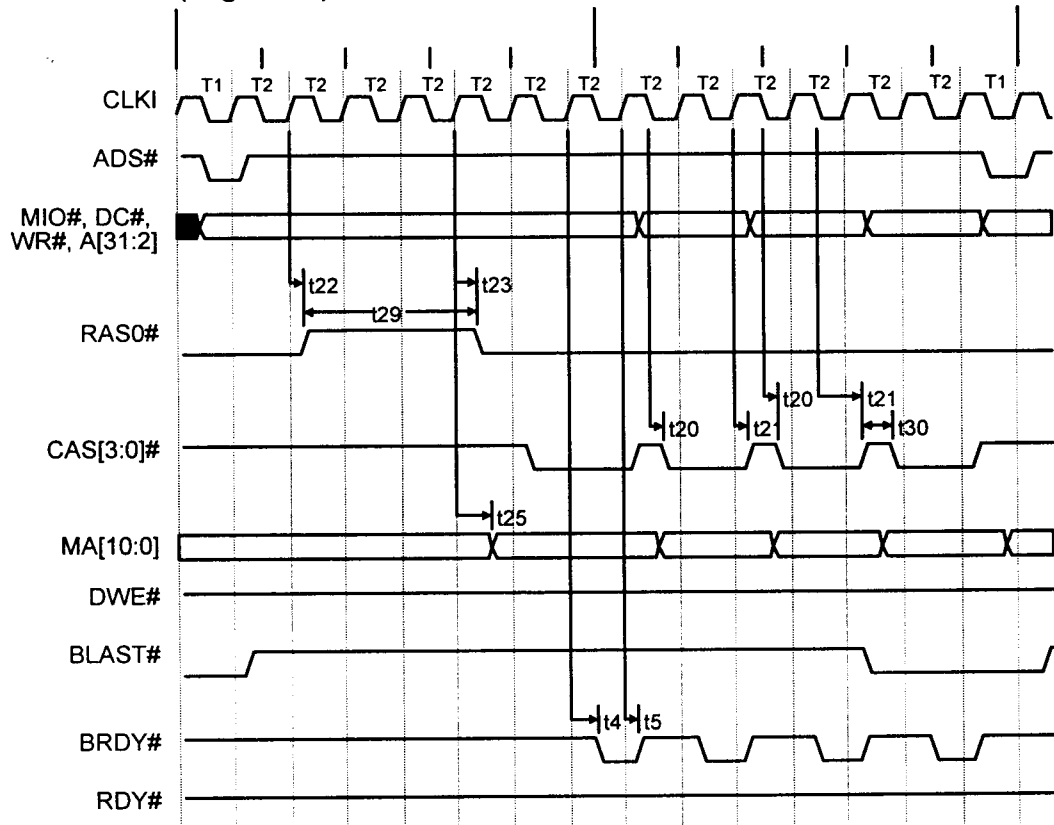 T1 T2 T2 T2 T2 T2 T2 T2 T2 T2 T2 T2 T2 T2 T1
CLKI
ADS#
MIO#, DC#,
WR#, A[31:2]
t22 t23
t29
RAS0#
t20 t21
t20 t21 t30
CAS[3:0]#
t25
MA[10:0]
DWE#
BLAST#
t4 t5
BRDY#
RDY#